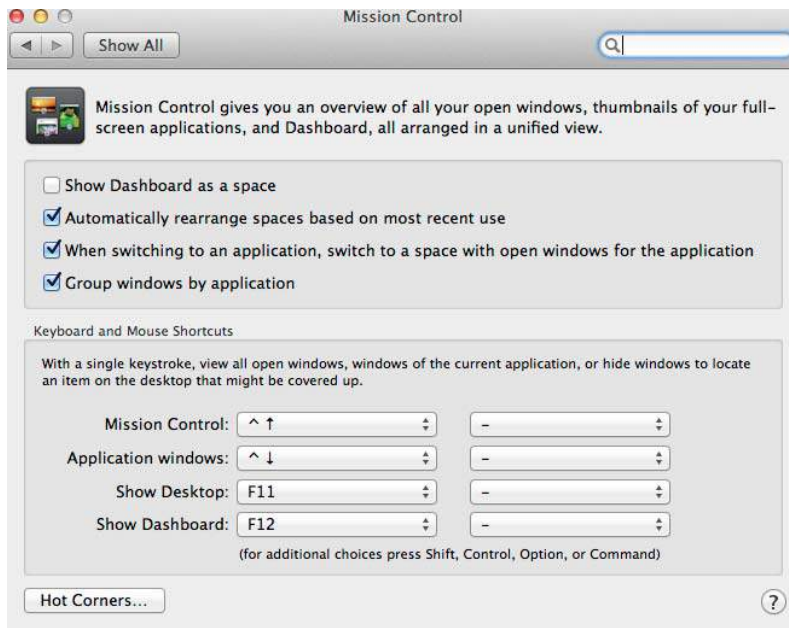 Mission Control
Show All
Mission Control gives you an overview of all your open windows, thumbnails of your full-
screen applications, and Dashboard, all arranged in a unified view.
Show Dashboard as a space
Automatically rearrange spaces based on most recent use
When switching to an application, switch to a space with open windows for the application
Group windows by application
Keyboard and Mouse Shortcuts
With a single keystroke, view all open windows, windows of the current application, or hide windows to locate
an item on the desktop that might be covered up.
Mission Control: ^ ↑ –
Application windows: ^ ↓ –
Show Desktop: F11 –
Show Dashboard: F12 –
(for additional choices press Shift, Control, Option, or Command)
Hot Corners... ?